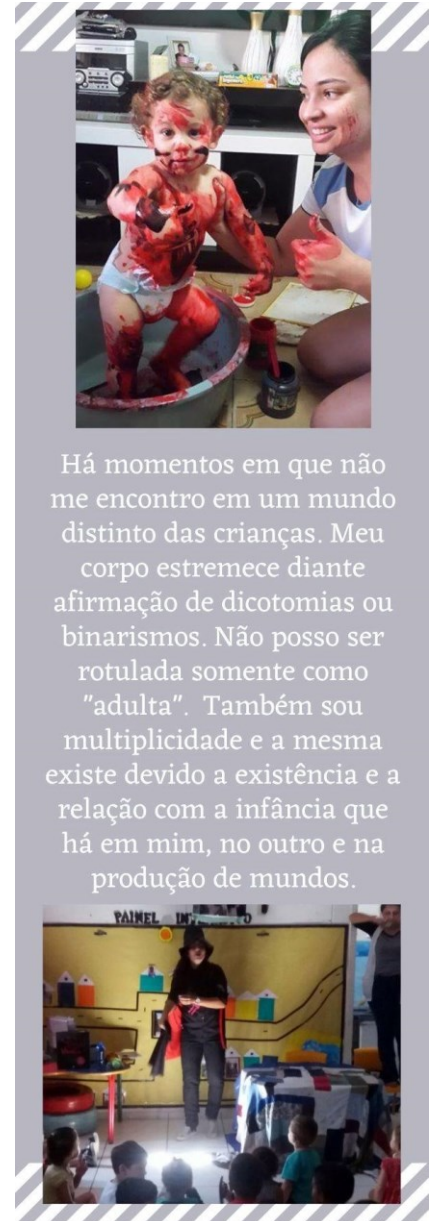 Há momentos em que não
me encontro em um mundo
distinto das crianças. Meu
corpo estremece diante
afirmação de dicotomias ou
binarismos. Não posso ser
rotulada somente como
"adulta". Também sou
multiplicidade e a mesma
existe devido a existência e a
relação com a infância que
há em mim, no outro e na
produção de mundos.
PAINEL